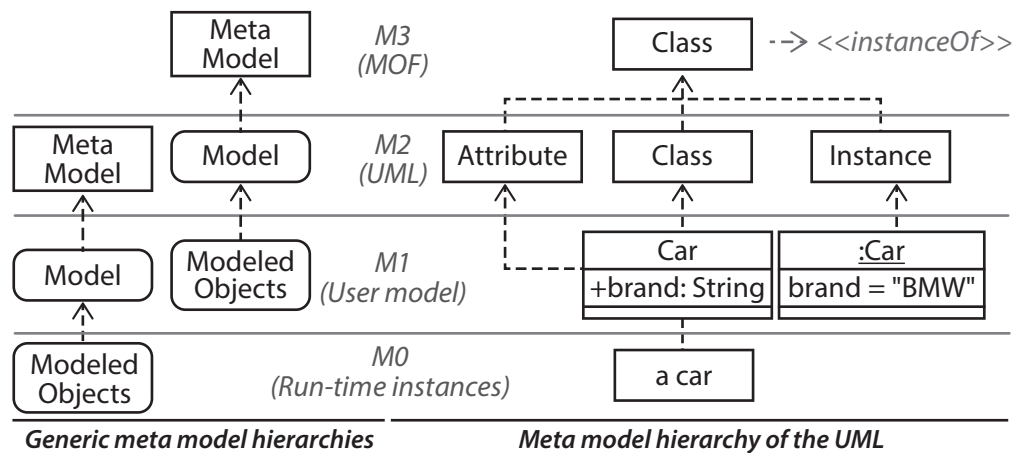 Meta
Model
M3
(MOF)
Class
<<instanceOf>>
Meta
Model
Model
M2
(UML)
Attribute
Class
Instance
Model
Modeled
Objects
M1
(User model)
Car
+brand: String
:Car
brand = "BMW"
Modeled
Objects
M0
(Run-time instances)
a car
Generic meta model hierarchies
Meta model hierarchy of the UML